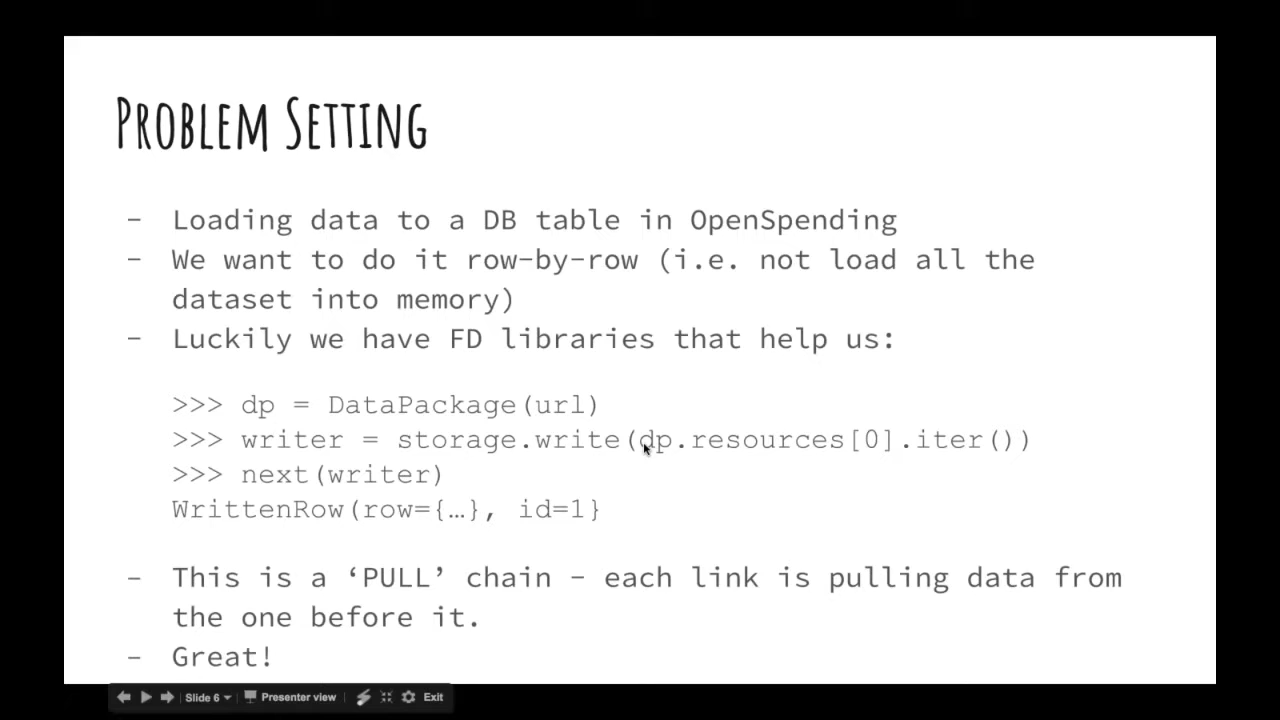 PROBLEM SETTING
- Loading data to a DB table in OpenSpending
- We want to do it row-by-row (i.e. not load all the
dataset into memory)
- Luckily we have FD libraries that help us:
>>> dp = DataPackage(url)
>>> writer = storage.write(dp.resources[0].iter())
>>> next(writer)
WrittenRow(row={…}, id=1}
- This is a ‘PULL’ chain - each link is pulling data from
the one before it.
- Great!
Slide 6 Presenter view Exit